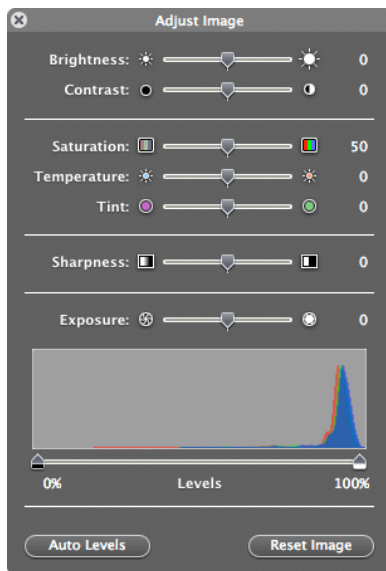 Adjust Image
Brightness: 0
Contrast: 0
Saturation: 50
Temperature: 0
Tint: 0
Sharpness: 0
Exposure: 0
0% Levels 100%
Auto Levels Reset Image